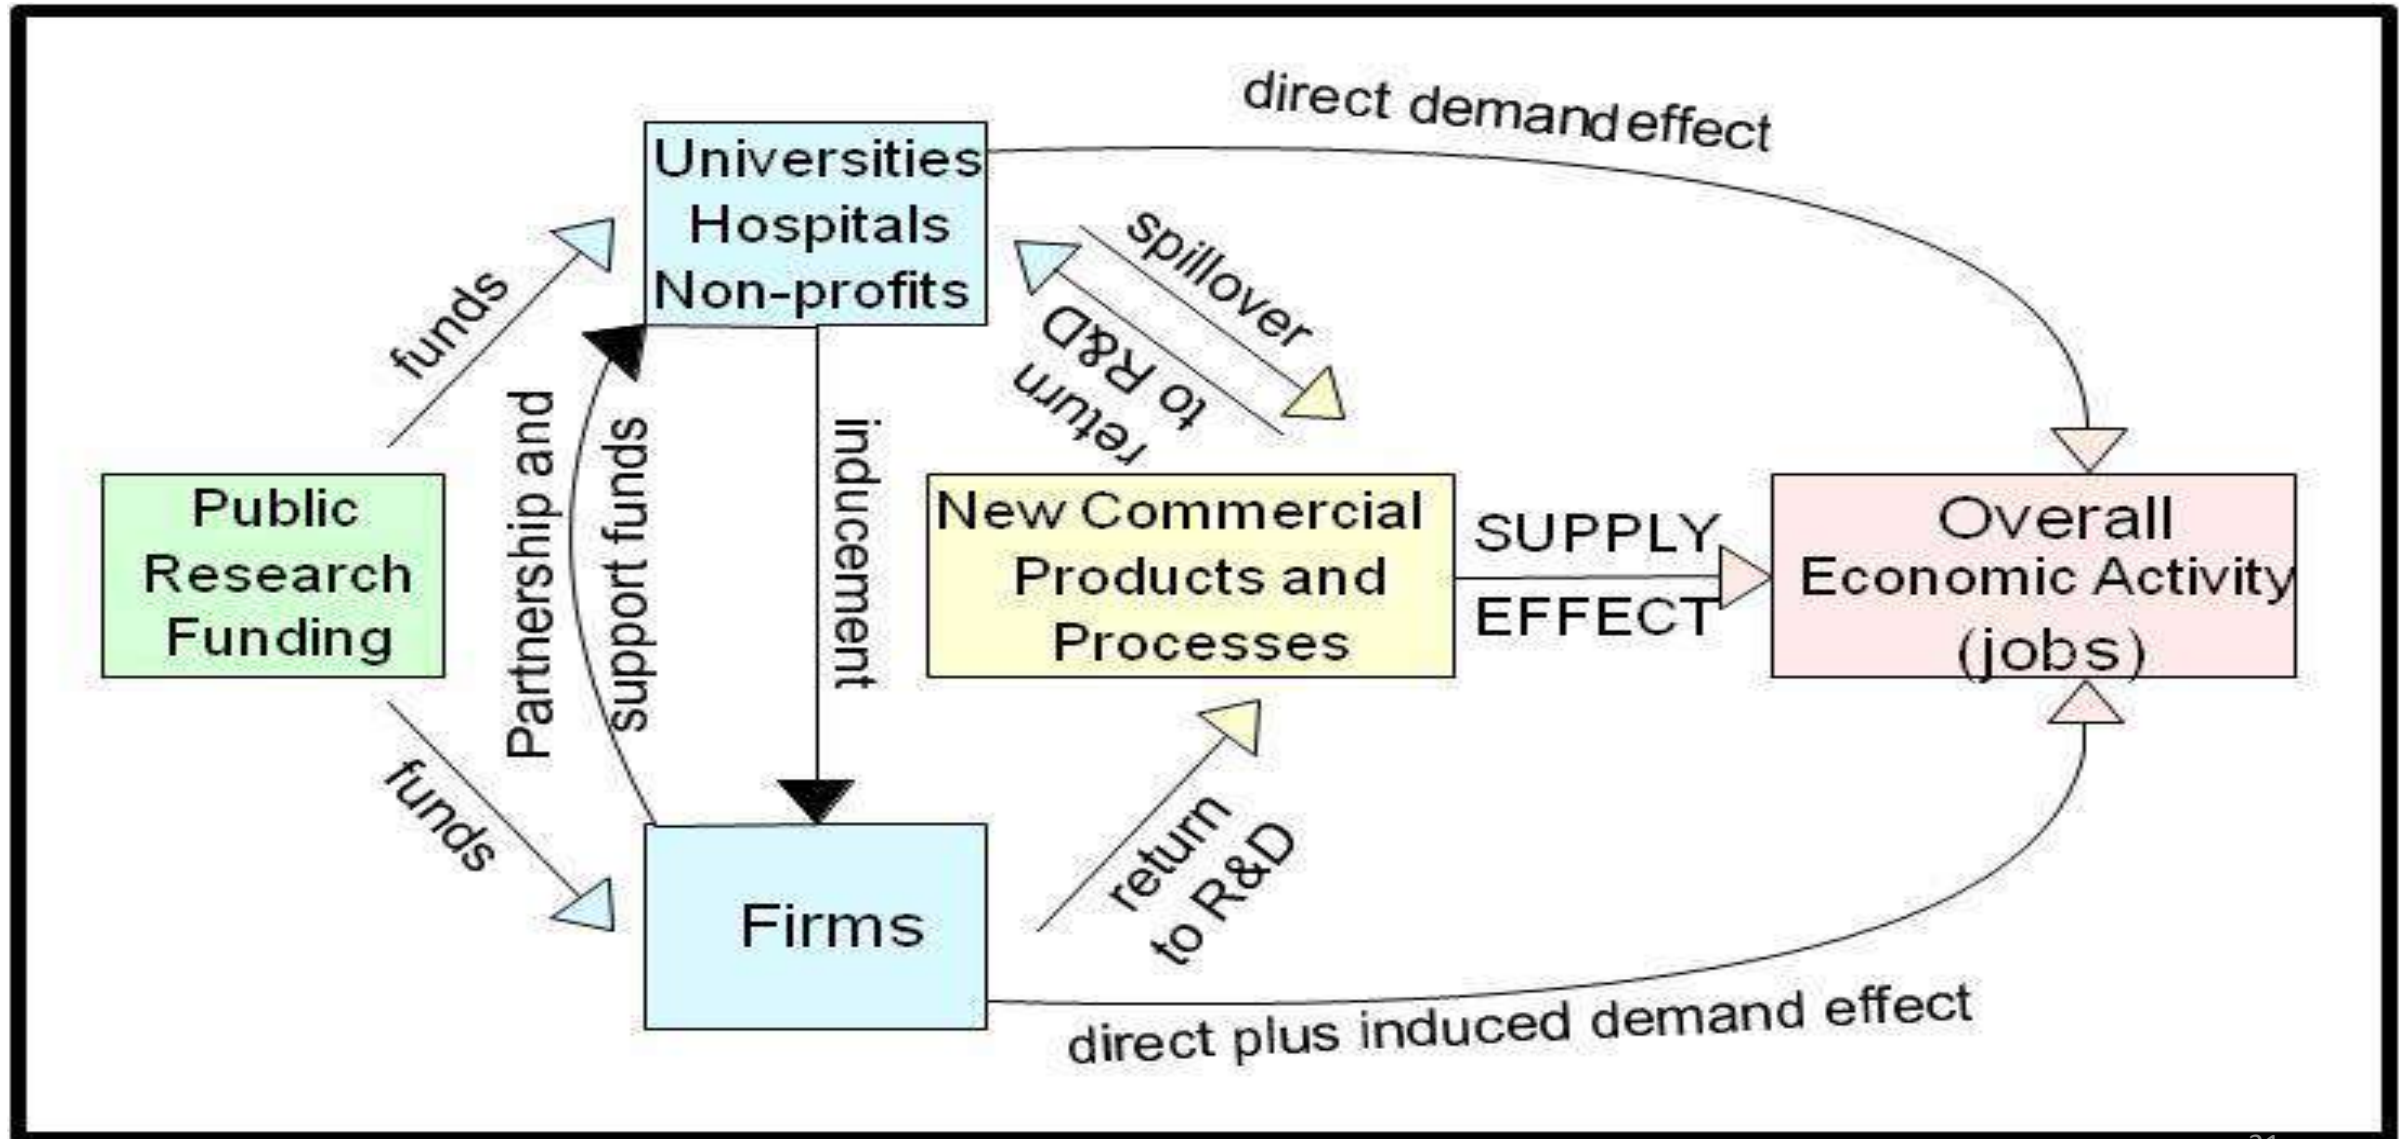 direct demand effect
Universities
Hospitals
Non-profits
spillover
return
to R&D
funds
Partnership and
support funds
inducement
Public
Research
Funding
New Commercial
Products and
Processes
SUPPLY
EFFECT
Overall
Economic Activity
(jobs)
funds
Firms
return
to R&D
direct plus induced demand effect